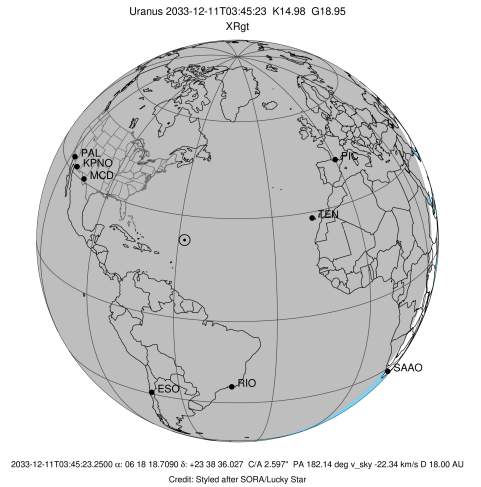 Uranus 2033-12-11T03:45:23 K14.98 G18.95
XRgt
PAL
KPNO
MCD
PIC
TEN
SAAO
ESO
RIO
2033-12-11T03:45:23.2500 α: 06 18 18.7090 δ: +23 38 36.027 C/A 2.597" PA 182.14 deg v_sky -22.34 km/s D 18.00 AU
Credit: Styled after SORA/Lucky Star